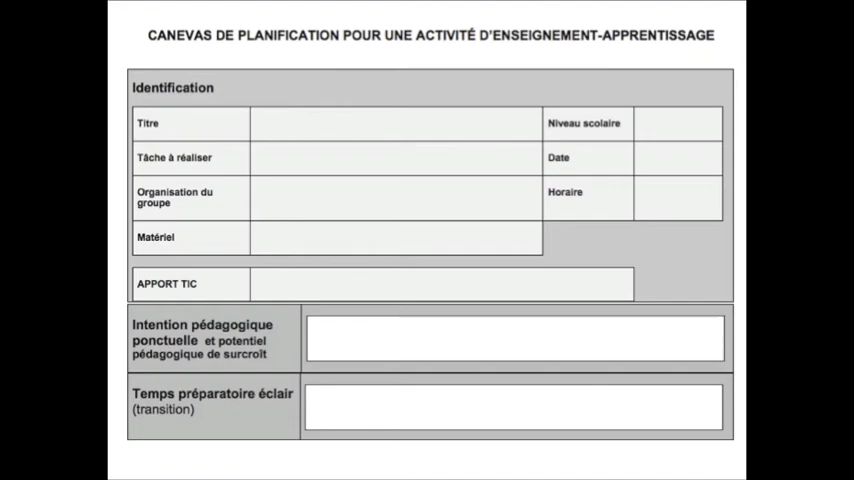 CANEVAS DE PLANIFICATION POUR UNE ACTIVITÉ D'ENSEIGNEMENT-APPRENTISSAGE
Identification
Titre
Niveau scolaire
Tâche à réaliser
Date
Organisation du
groupe
Horaire
Matériel
APPORT TIC
Intention pédagogique
ponctuelle et potentiel
pédagogique de surcroît
Temps préparatoire éclair
(transition)